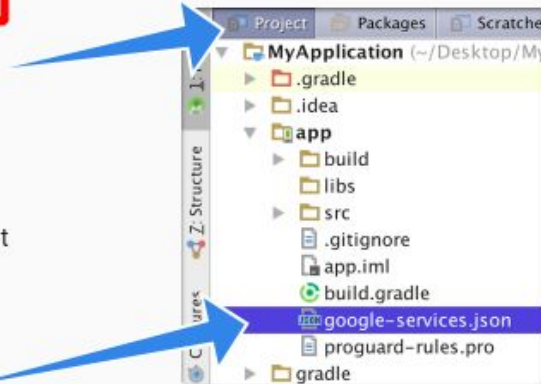 Project Packages Scratche
MyApplication (~/Desktop/My
.gradle
.idea
app
build
libs
src
.gitignore
app.iml
build.gradle
google-services.json
proguard-rules.pro
gradle
1:
Z: Structure
C ures
t